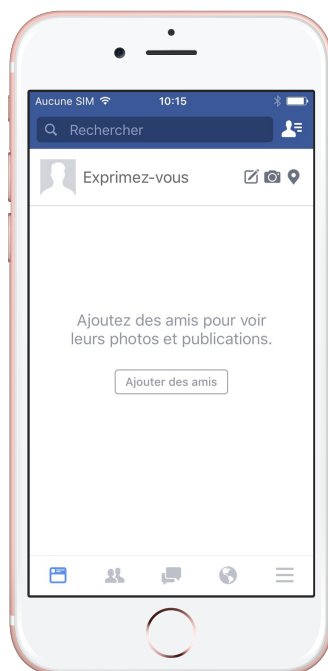 Aucune SIM 10:15
Rechercher
Exprimez-vous
Ajoutez des amis pour voir
leurs photos et publications.
Ajouter des amis